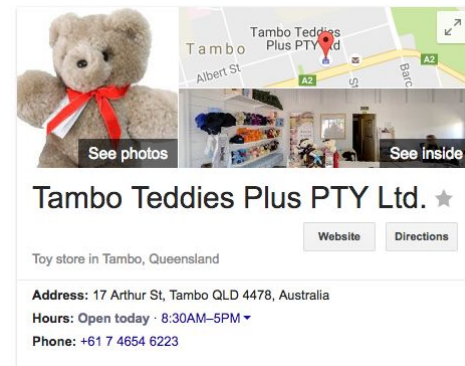 Tambo Teddies
Plus PTY Ltd
Tambo
Albert St
A2
A2
St
Barc
See photos
See inside
Tambo Teddies Plus PTY Ltd.
Website
Directions
Toy store in Tambo, Queensland
Address: 17 Arthur St, Tambo QLD 4478, Australia
Hours: Open today · 8:30AM–5PM
Phone: +61 7 4654 6223